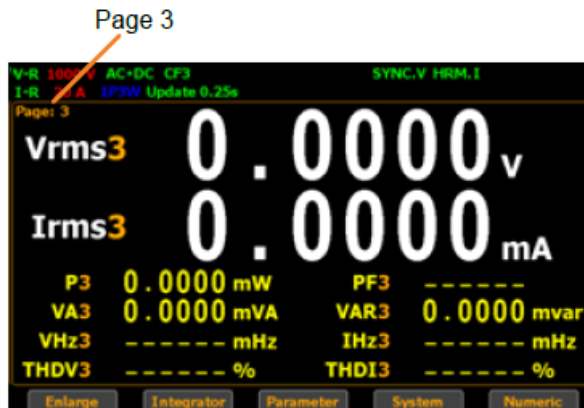 Page 3
V-R 1000 V AC+DC CF3 SYNC.V HRM.I
I-R 20 A 1P3W Update 0.25s
Page: 3
Vrms3 0.0000 V
Irms3 0.0000 mA
P3 0.0000 mW PF3 ------
VA3 0.0000 mVA VAR3 0.0000 mvar
VHz3 ------ mHz IHz3 ------ mHz
THDV3 ------ % THDI3 ------ %
Enlarge Integrator Parameter System Numeric